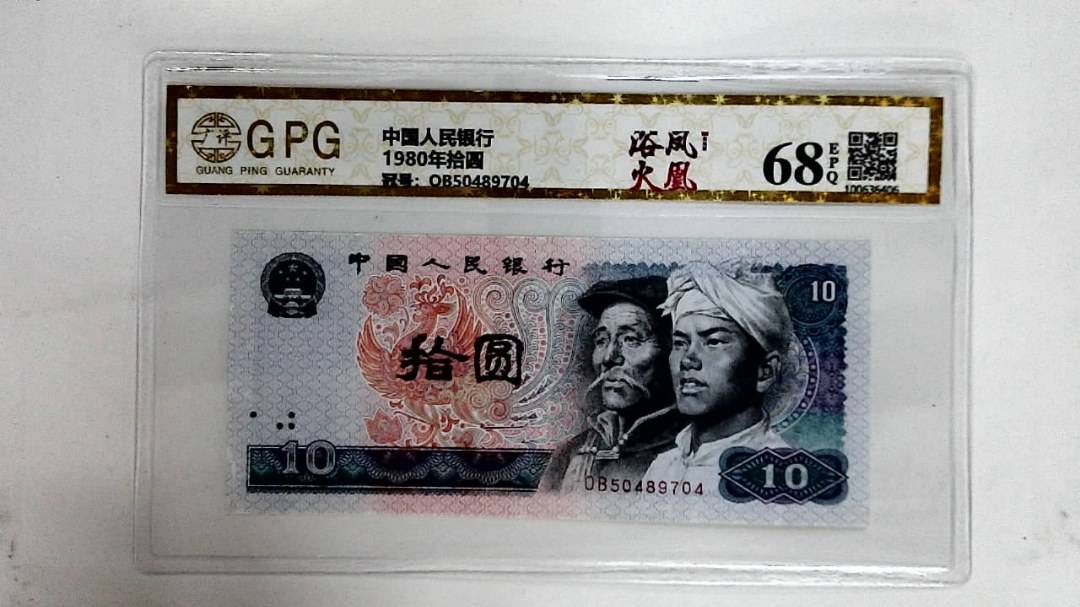 GPG
GUANG PING GUARANTY
中国人民银行
1980年拾圆
冠号：OB50489704
浴凤
火凰
68
EPQ
100636406
中国人民银行
10
拾圆
10
OB50489704
10